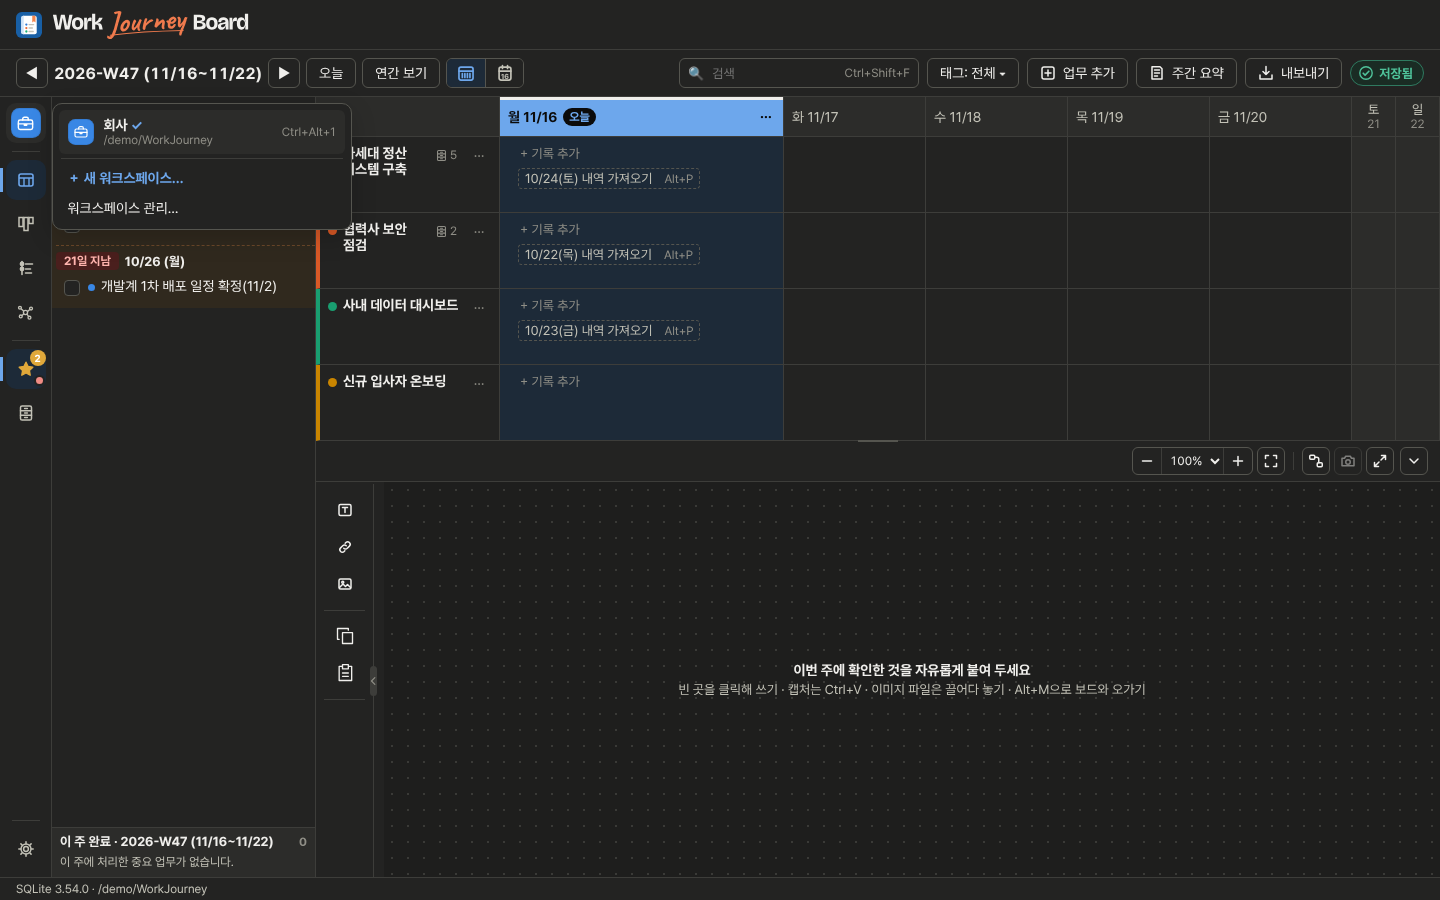 Work Journey Board
2026-W47 (11/16~11/22)
오늘
연간 보기
16
검색
Ctrl+Shift+F
태그: 전체
업무 추가
주간 요약
내보내기
저장됨
회사
/demo/WorkJourney
Ctrl+Alt+1
+ 새 워크스페이스...
워크스페이스 관리...
21일 지남
10/26 (월)
개발계 1차 배포 일정 확정(11/2)
2
이 주 완료 · 2026-W47 (11/16~11/22)
0
이 주에 처리한 중요 업무가 없습니다.
월 11/16
오늘
화 11/17
수 11/18
목 11/19
금 11/20
토
21
일
22
정산
구축
5
+ 기록 추가
10/24(토) 내역 가져오기
Alt+P
보안
점검
2
+ 기록 추가
10/22(목) 내역 가져오기
Alt+P
사내 데이터 대시보드
+ 기록 추가
10/23(금) 내역 가져오기
Alt+P
신규 입사자 온보딩
+ 기록 추가
100%
이번 주에 확인한 것을 자유롭게 붙여 두세요
빈 곳을 클릭해 쓰기 · 캡처는 Ctrl+V · 이미지 파일은 끌어다 놓기 · Alt+M으로 보드와 오가기
SQLite 3.54.0 · /demo/WorkJourney